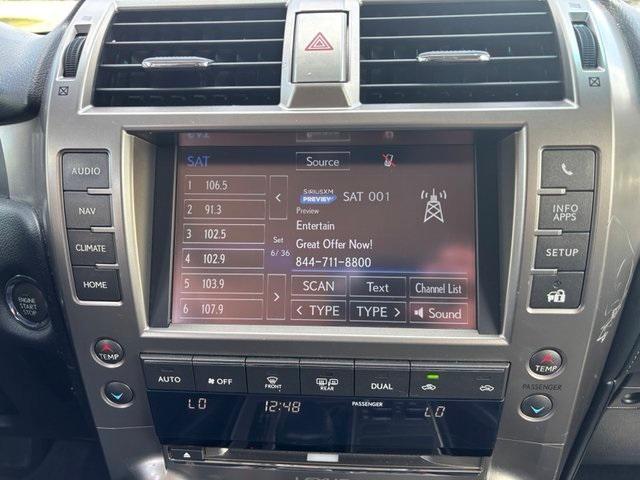 SAT
Source
1 106.5
2 91.3
3 102.5
4 102.9
5 103.9
6 107.9
Set
6/36
SIRIUSXM
PREVIEW
SAT 001
Preview
Entertain
Great Offer Now!
844-711-8800
SCAN
Text
Channel List
< TYPE
TYPE >
Sound
AUDIO
NAV
CLIMATE
HOME
INFO
APPS
SETUP
ENGINE
START
STOP
TEMP
TEMP
PASSENGER
AUTO
OFF
FRONT
REAR
DUAL
LO
12:48
PASSENGER
LO